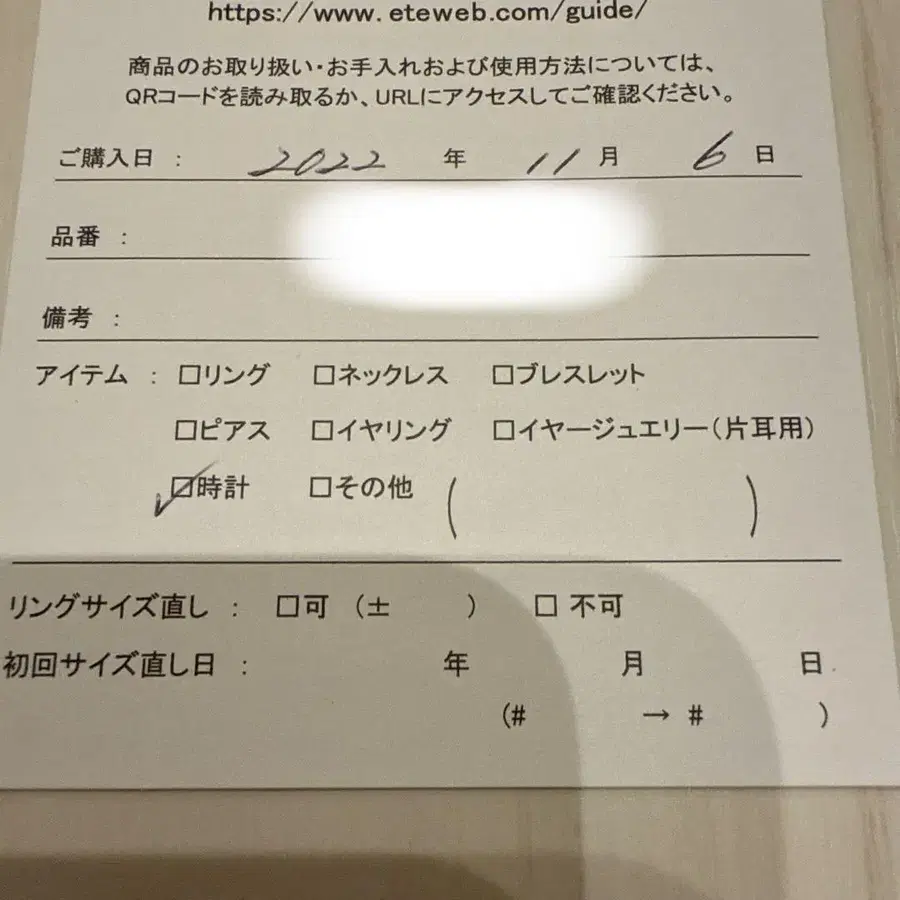 https://www.eteweb.com/guide/
商品のお取り扱い・お手入れおよび使用方法については、
QRコードを読み取るか、URLにアクセスしてご確認ください。
ご購入日 : 2022 年 11 月 6 日
品番 :
備考 :
アイテム : □リング □ネックレス □ブレスレット
□ピアス □イヤリング □イヤージュエリー(片耳用)
☑時計 □その他 ( )
リングサイズ直し : □可 (± ) □ 不可
初回サイズ直し日 : 年 月 日
(# → # )